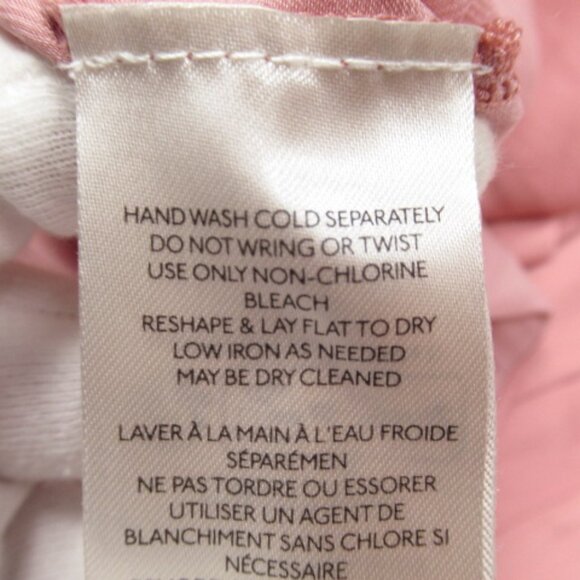 HAND WASH COLD SEPARATELY
DO NOT WRING OR TWIST
USE ONLY NON-CHLORINE
BLEACH
RESHAPE & LAY FLAT TO DRY
LOW IRON AS NEEDED
MAY BE DRY CLEANED
LAVER À LA MAIN À L'EAU FROIDE
SÉPARÉMEN
NE PAS TORDRE OU ESSORER
UTILISER UN AGENT DE
BLANCHIMENT SANS CHLORE SI
NÉCESSAIRE